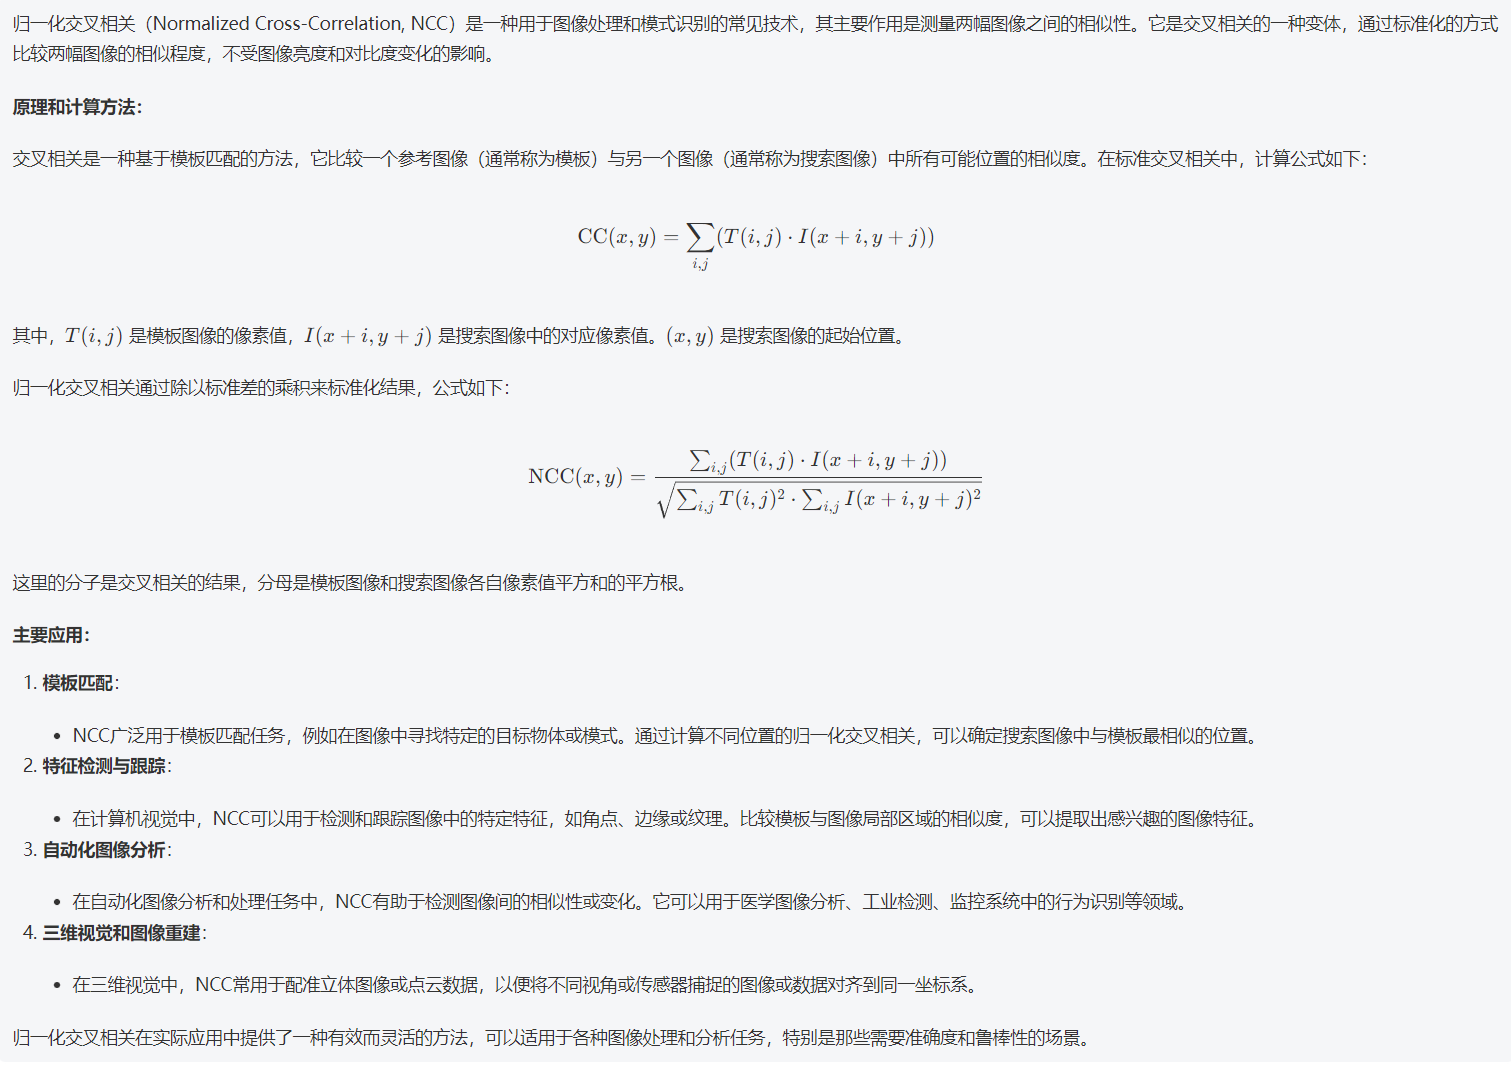 归一化交叉相关（Normalized Cross-Correlation, NCC）是一种用于图像处理和模式识别的常见技术，其主要作用是测量两幅图像之间的相似性。它是交叉相关的一种变体，通过标准化的方式
比较两幅图像的相似程度，不受图像亮度和对比度变化的影响。
原理和计算方法：
交叉相关是一种基于模板匹配的方法，它比较一个参考图像（通常称为模板）与另一个图像（通常称为搜索图像）中所有可能位置的相似度。在标准交叉相关中，计算公式如下：
$\mathrm{CC}(x, y) = \sum_{i,j} (T(i, j) \cdot I(x + i, y + j))$
其中，$T(i, j)$ 是模板图像的像素值，$I(x + i, y + j)$ 是搜索图像中的对应像素值。$(x, y)$ 是搜索图像的起始位置。
归一化交叉相关通过除以标准差的乘积来标准化结果，公式如下：
$\mathrm{NCC}(x, y) = \frac{\sum_{i,j} (T(i, j) \cdot I(x + i, y + j))}{\sqrt{\sum_{i,j} T(i, j)^2 \cdot \sum_{i,j} I(x + i, y + j)^2}}$
这里的分子是交叉相关的结果，分母是模板图像和搜索图像各自像素值平方和的平方根。
主要应用：
1. 模板匹配：
• NCC广泛用于模板匹配任务，例如在图像中寻找特定的目标物体或模式。通过计算不同位置的归一化交叉相关，可以确定搜索图像中与模板最相似的位置。
2. 特征检测与跟踪：
• 在计算机视觉中，NCC可以用于检测和跟踪图像中的特定特征，如角点、边缘或纹理。比较模板与图像局部区域的相似度，可以提取出感兴趣的图像特征。
3. 自动化图像分析：
• 在自动化图像分析和处理任务中，NCC有助于检测图像间的相似性或变化。它可以用于医学图像分析、工业检测、监控系统中的行为识别等领域。
4. 三维视觉和图像重建：
• 在三维视觉中，NCC常用于配准立体图像或点云数据，以便将不同视角或传感器捕捉的图像或数据对齐到同一坐标系。
归一化交叉相关在实际应用中提供了一种有效而灵活的方法，可以适用于各种图像处理和分析任务，特别是那些需要准确度和鲁棒性的场景。